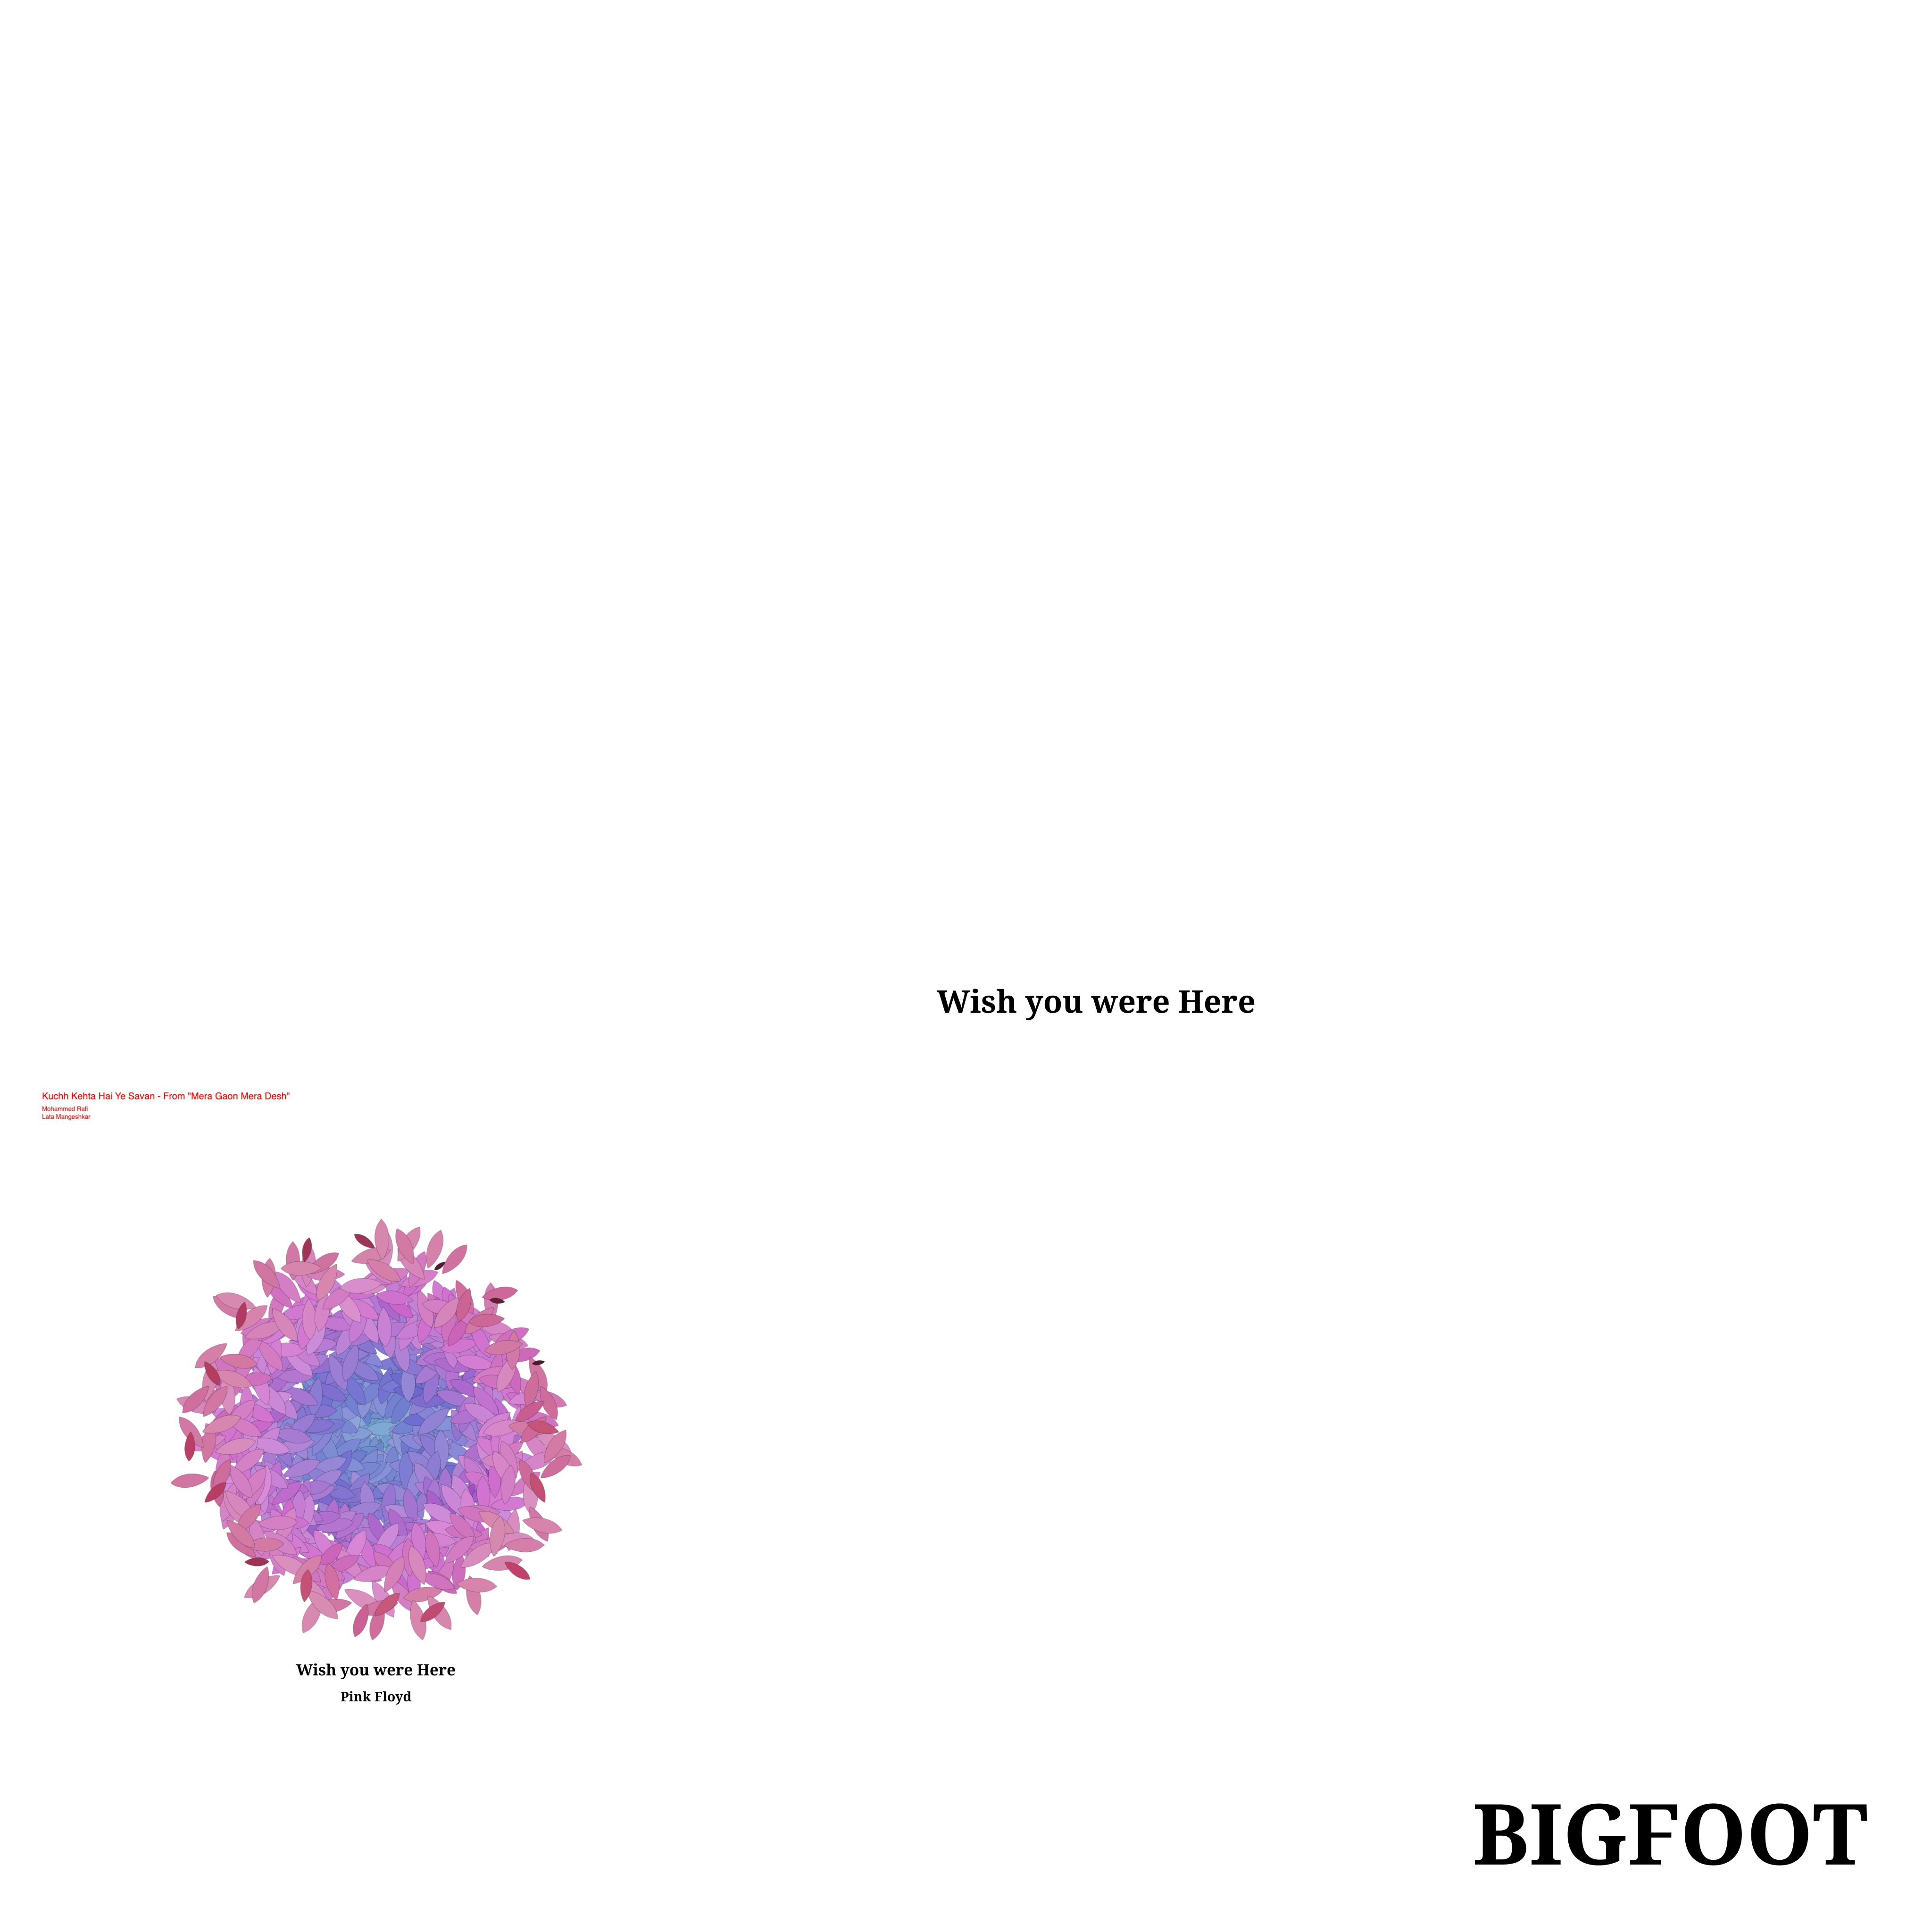 Wish you were Here
Kuchh Kehta Hai Ye Savan - From "Mera Gaon Mera Desh"
Mohammed Rafi
Lata Mangeshkar
Wish you were Here
Pink Floyd
BIGFOOT